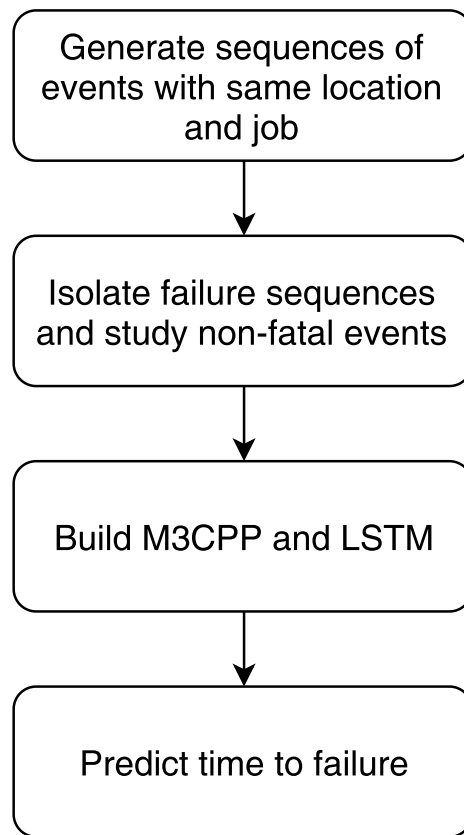 Generate sequences of
events with same location
and job
Isolate failure sequences
and study non-fatal events
Build M3CPP and LSTM
Predict time to failure